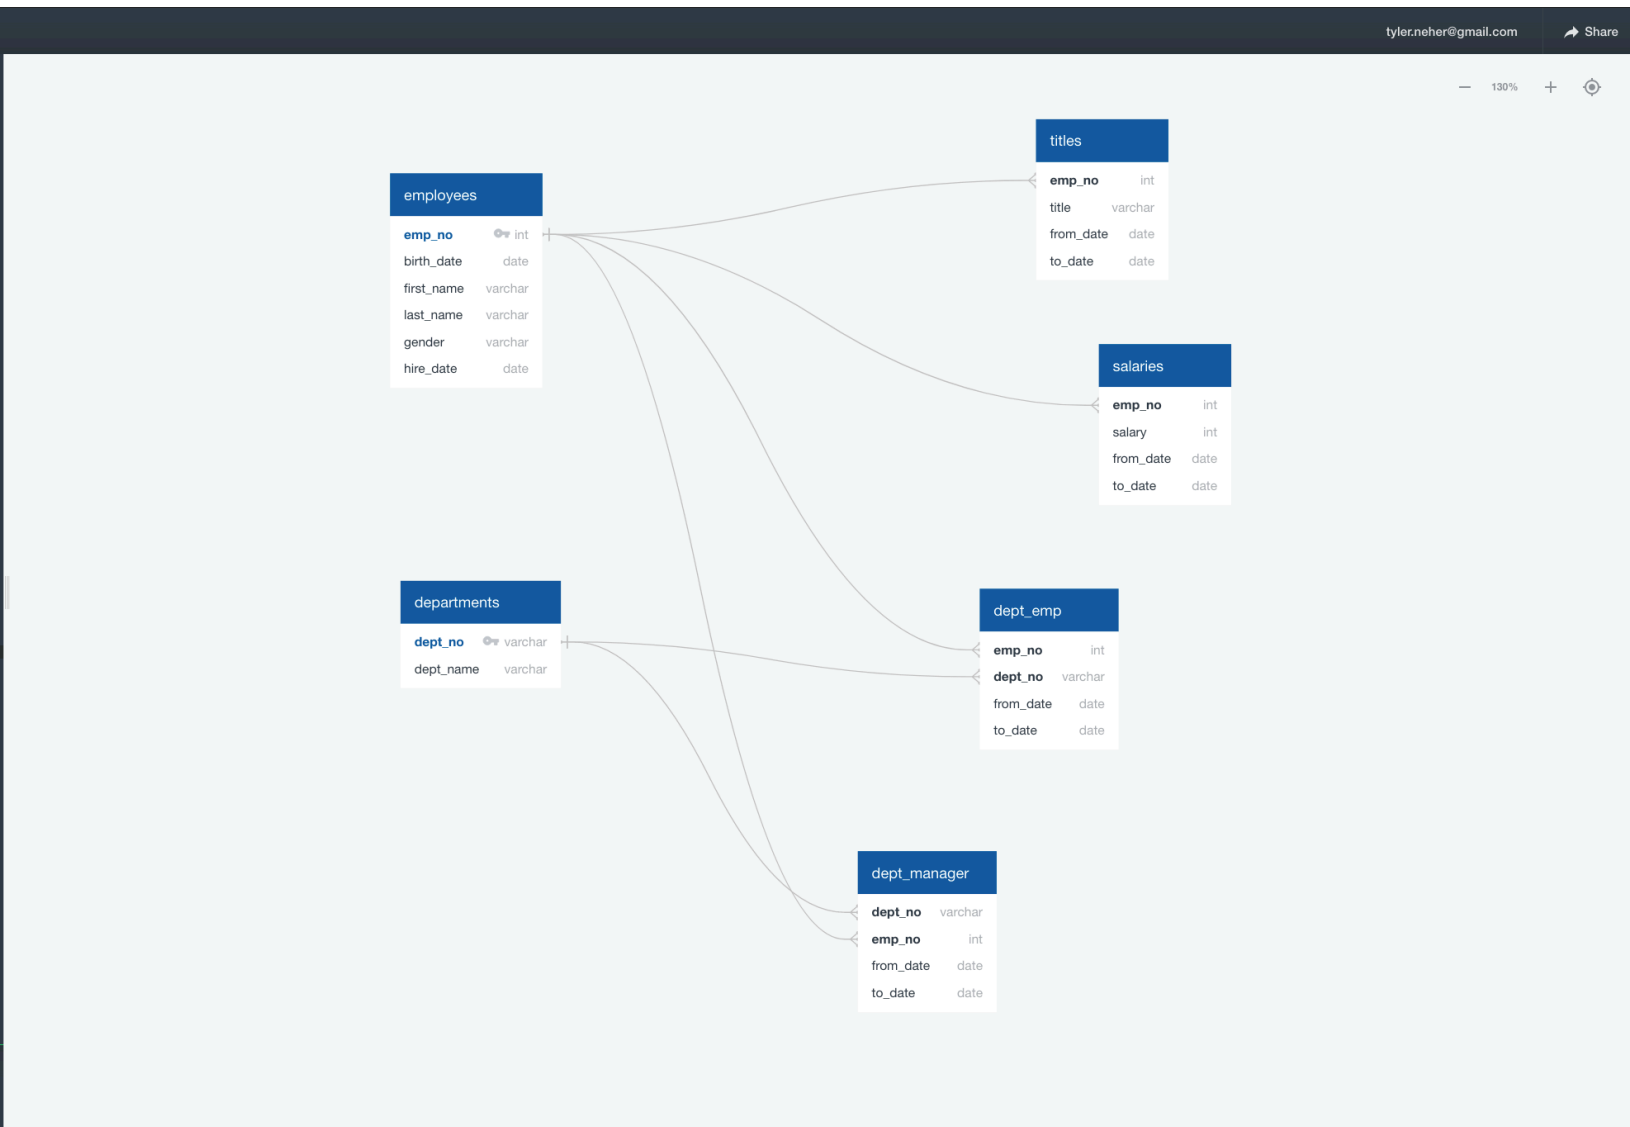 tyler.neher@gmail.com Share
130%
employees
emp_no int
birth_date date
first_name varchar
last_name varchar
gender varchar
hire_date date
titles
emp_no int
title varchar
from_date date
to_date date
salaries
emp_no int
salary int
from_date date
to_date date
departments
dept_no varchar
dept_name varchar
dept_emp
emp_no int
dept_no varchar
from_date date
to_date date
dept_manager
dept_no varchar
emp_no int
from_date date
to_date date